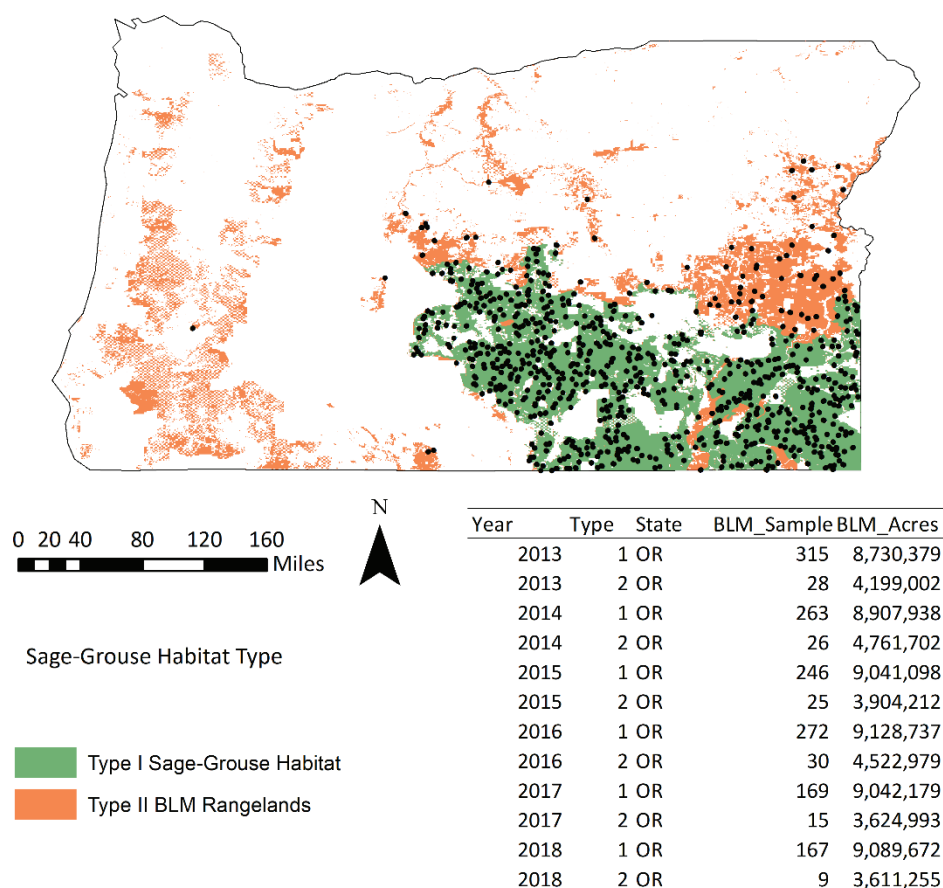 N
0 20 40 80 120 160
Miles
Sage-Grouse Habitat Type
Type I Sage-Grouse Habitat
Type II BLM Rangelands
Year Type State BLM_Sample BLM_Acres
2013 1 OR 315 8,730,379
2013 2 OR 28 4,199,002
2014 1 OR 263 8,907,938
2014 2 OR 26 4,761,702
2015 1 OR 246 9,041,098
2015 2 OR 25 3,904,212
2016 1 OR 272 9,128,737
2016 2 OR 30 4,522,979
2017 1 OR 169 9,042,179
2017 2 OR 15 3,624,993
2018 1 OR 167 9,089,672
2018 2 OR 9 3,611,255